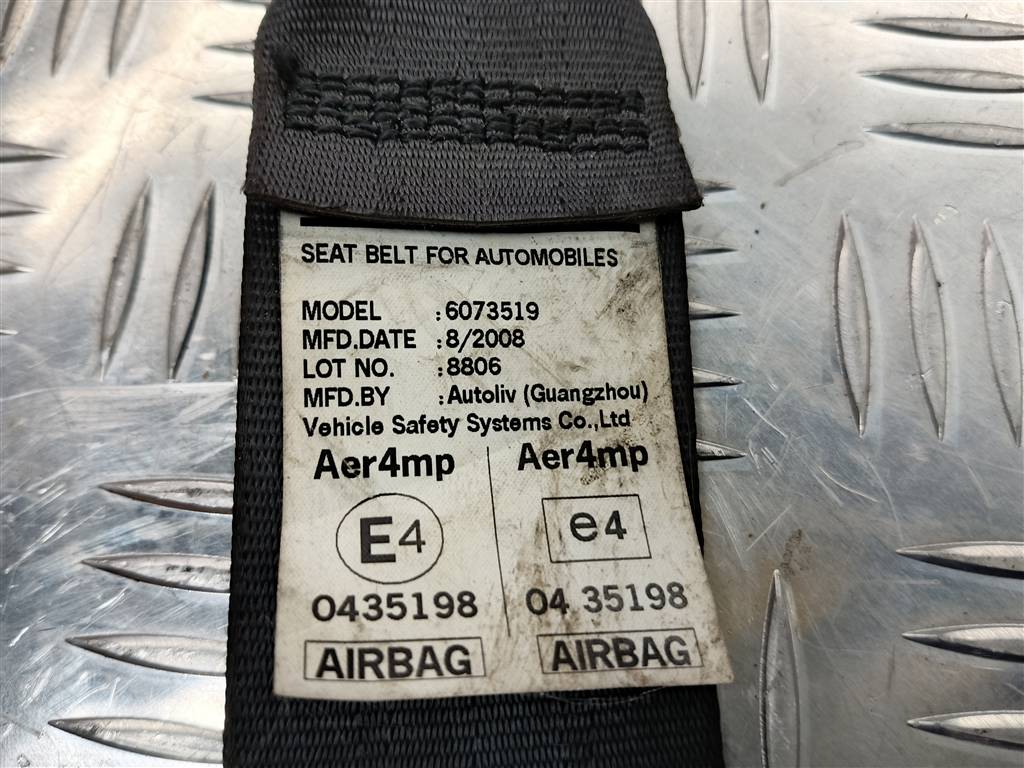 SEAT BELT FOR AUTOMOBILES
MODEL :6073519
MFD.DATE :8/2008
LOT NO. :8806
MFD.BY :Autoliv (Guangzhou)
Vehicle Safety Systems Co.,Ltd
Aer4mp Aer4mp
E4 e4
0435198 04 35198
AIRBAG AIRBAG